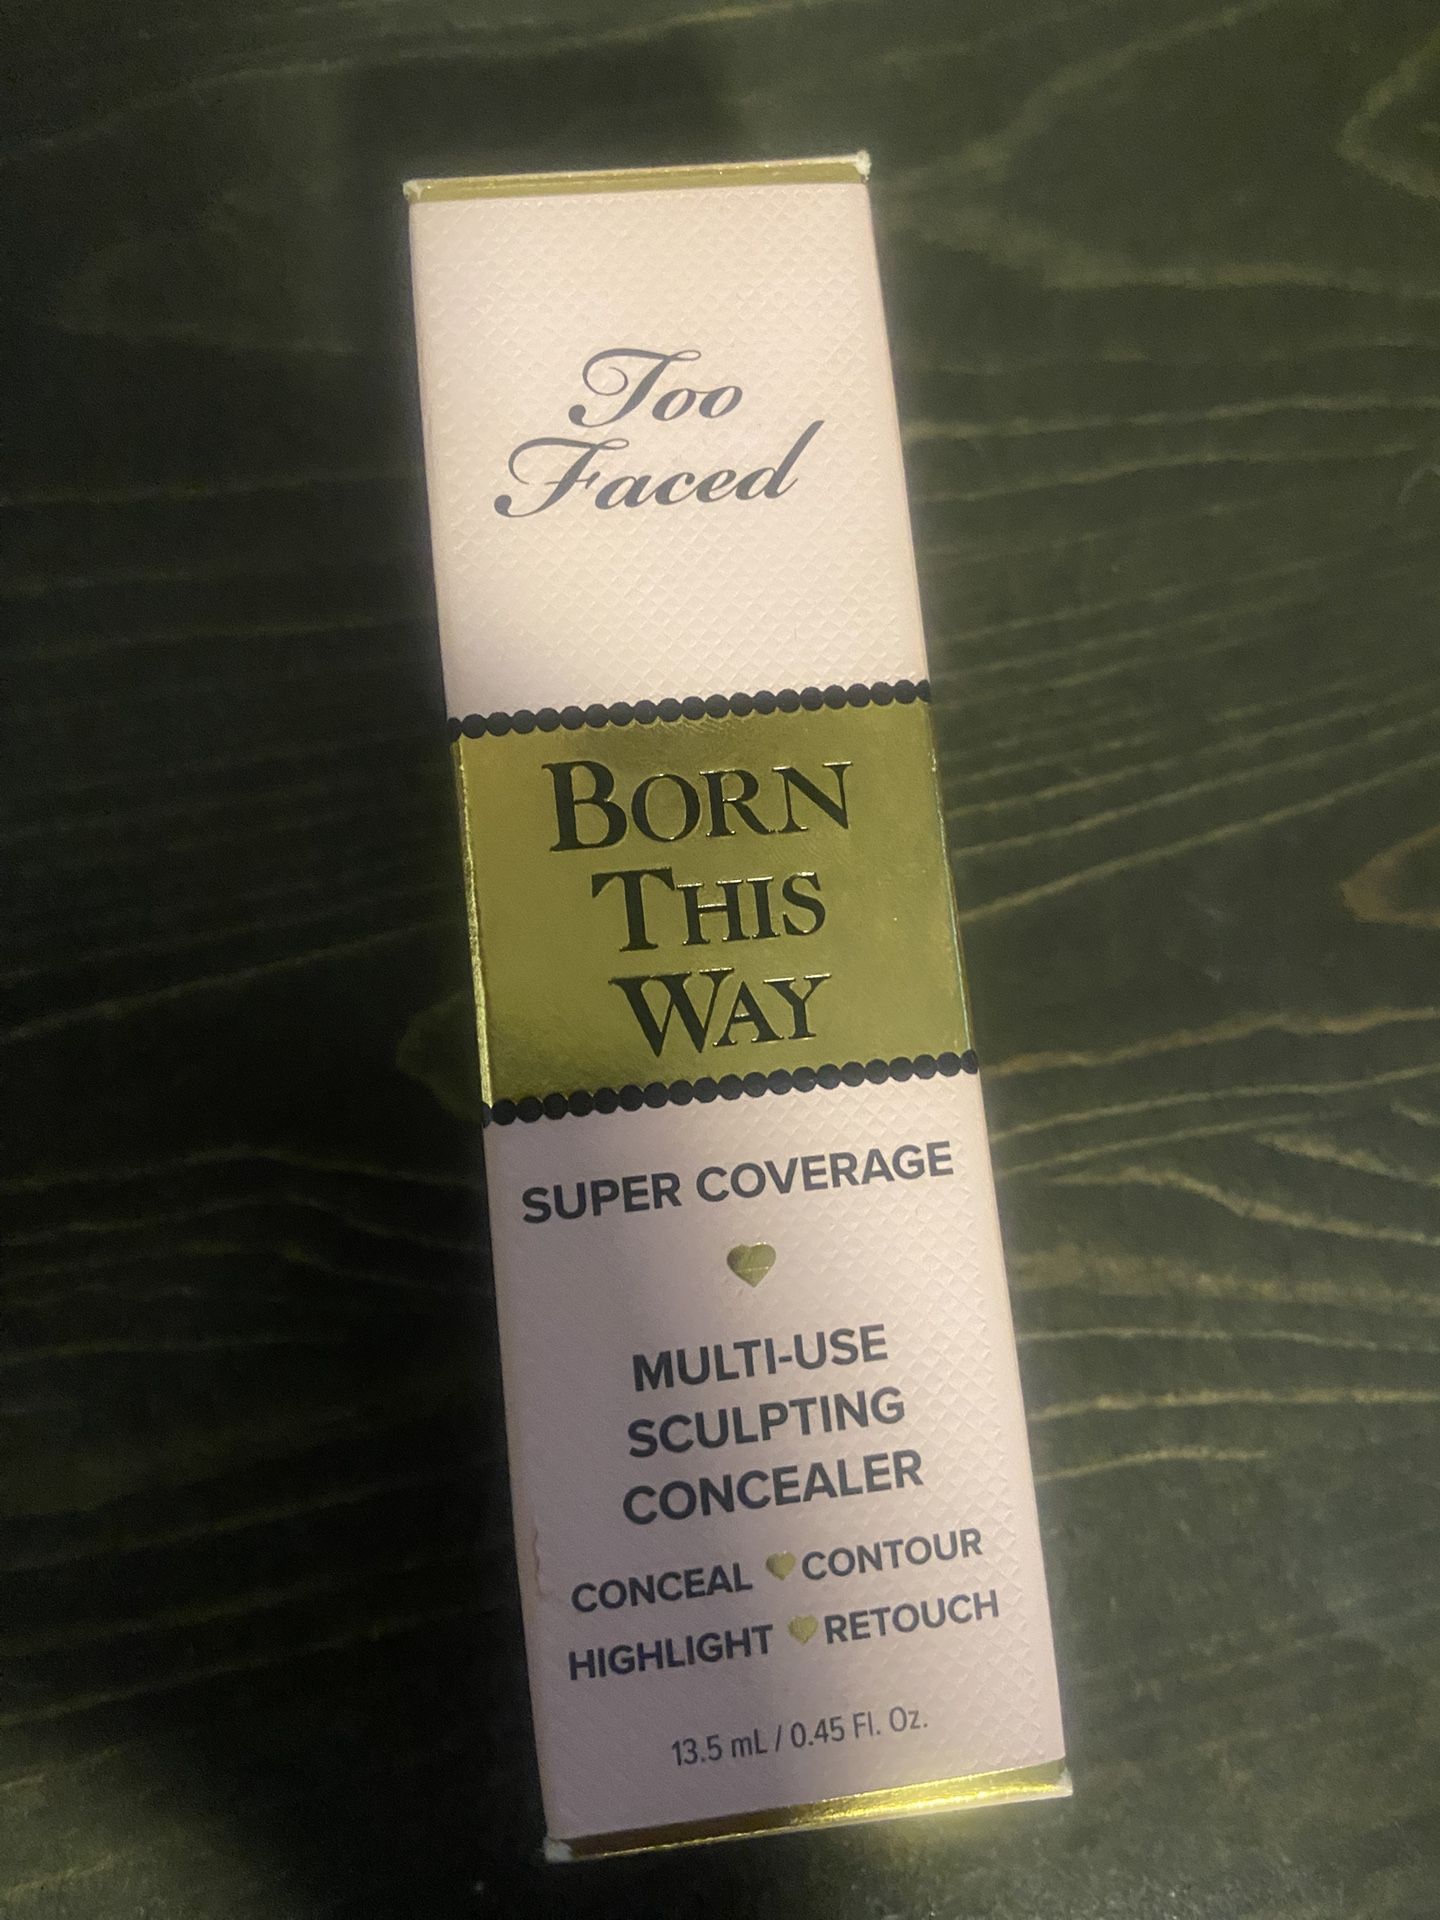 Too
Faced
BORN
THIS
WAY
SUPER COVERAGE
MULTI-USE
SCULPTING
CONCEALER
CONCEAL CONTOUR
HIGHLIGHT RETOUCH
13.5 mL / 0.45 Fl. Oz.